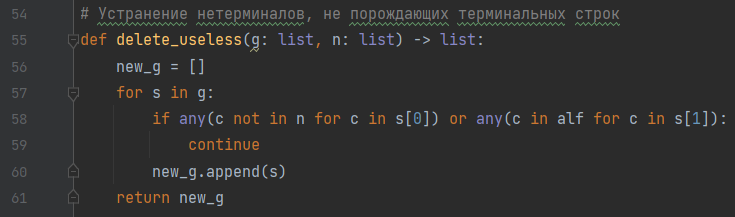 54 # Устранение нетерминалов, не порождающих терминальных строк
55 def delete_useless(g: list, n: list) -> list:
56 new_g = []
57 for s in g:
58 if any(c not in n for c in s[0]) or any(c in alf for c in s[1]):
59 continue
60 new_g.append(s)
61 return new_g